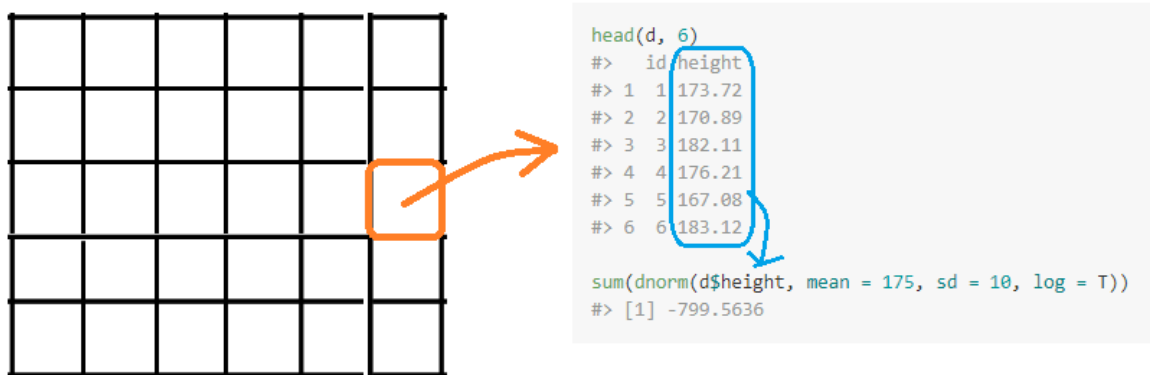 head(d, 6)
#>   id height
#> 1  1 173.72
#> 2  2 170.89
#> 3  3 182.11
#> 4  4 176.21
#> 5  5 167.08
#> 6  6 183.12
sum(dnorm(d$height, mean = 175, sd = 10, log = T))
#> [1] -799.5636